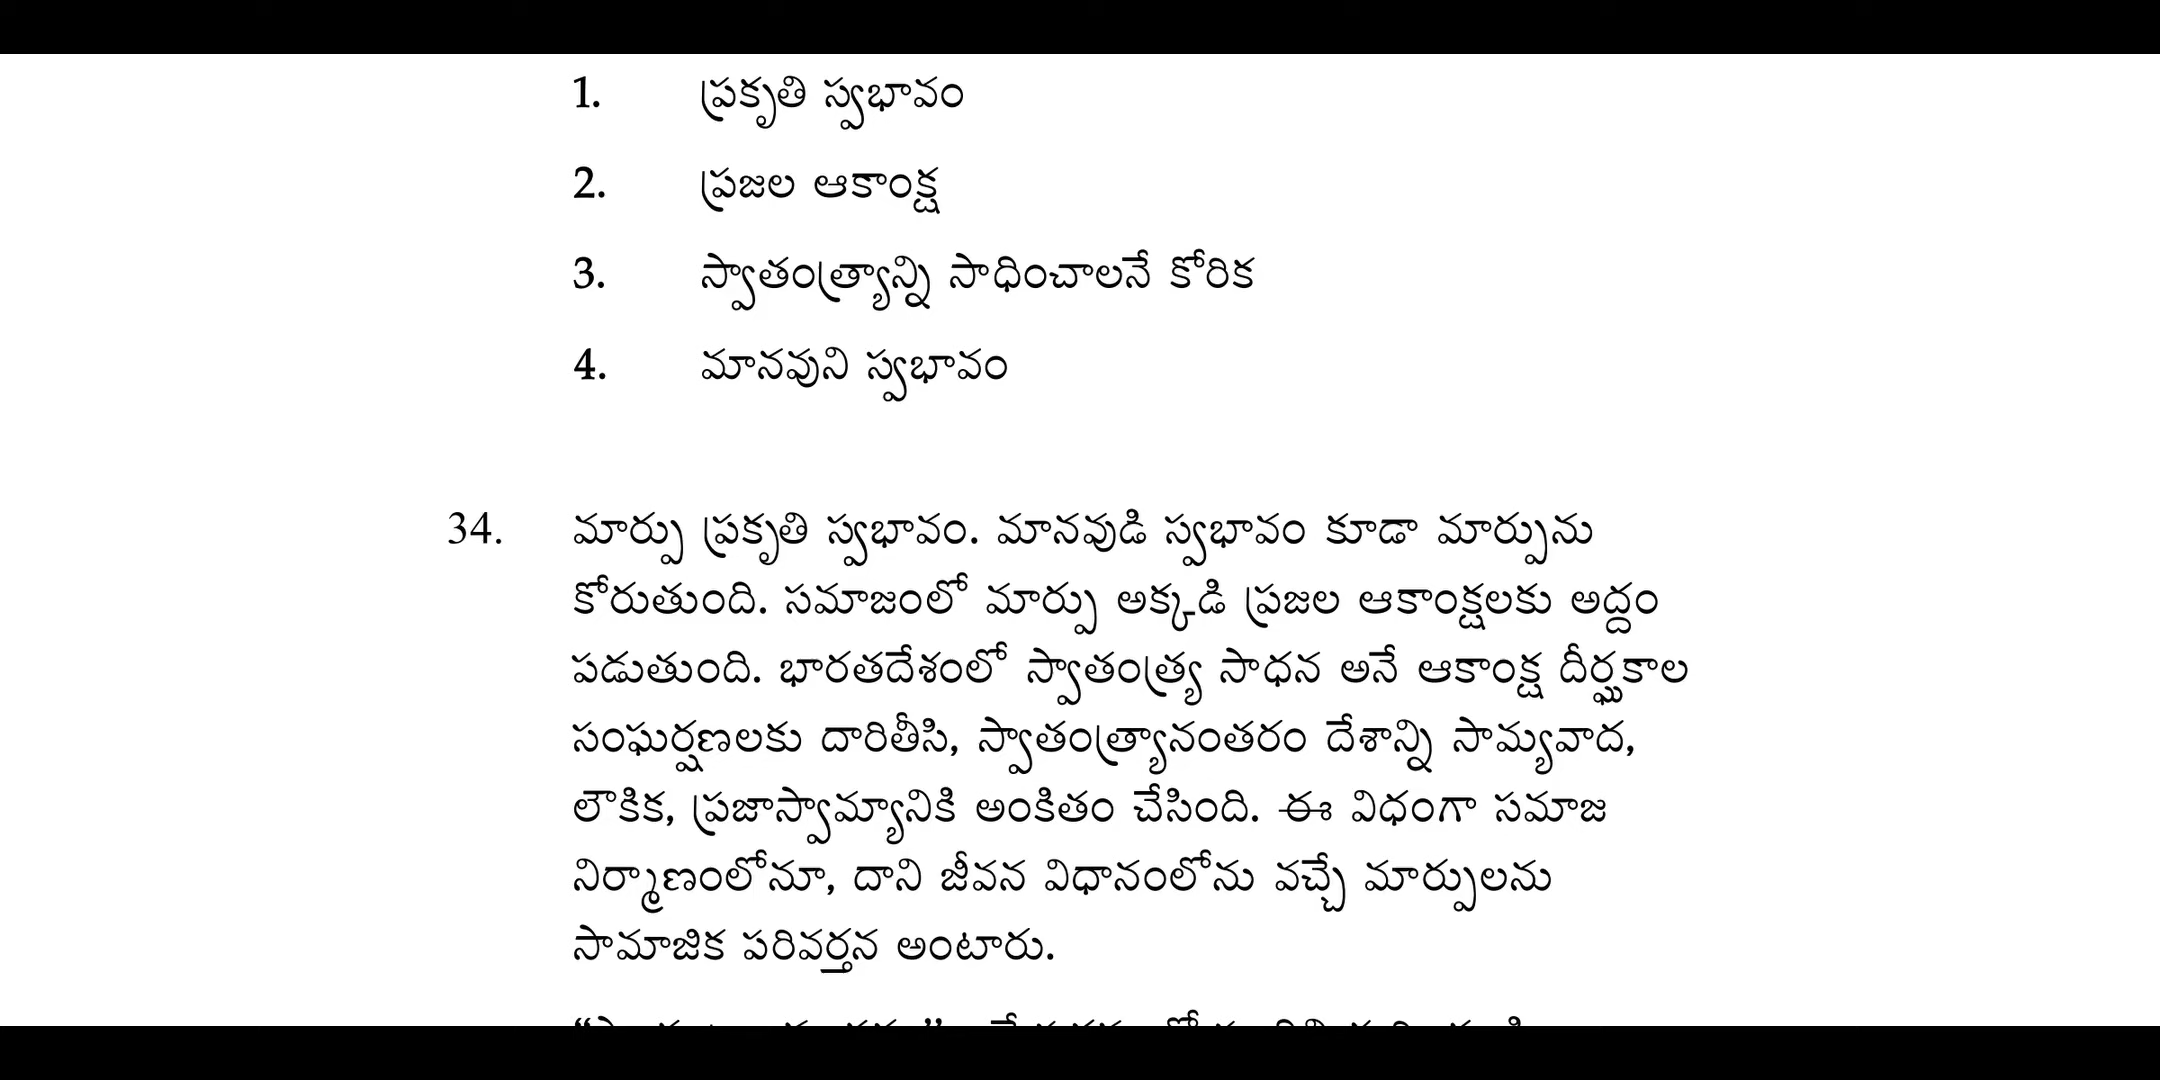 1. ప్రకృతి స్వభావం
2. ప్రజల ఆకాంక్ష
3. స్వాతంత్ర్యాన్ని సాధించాలనే కోరిక
4. మానవుని స్వభావం
34. మార్పు ప్రకృతి స్వభావం. మానవుడి స్వభావం కూడా మార్పును
కోరుతుంది. సమాజంలో మార్పు అక్కడి ప్రజల ఆకాంక్షలకు అద్దం
పడుతుంది. భారతదేశంలో స్వాతంత్ర్య సాధన అనే ఆకాంక్ష దీర్ఘకాల
సంఘర్షణలకు దారితీసి, స్వాతంత్ర్యానంతరం దేశాన్ని సామ్యవాద,
లౌకిక, ప్రజాస్వామ్యానికి అంకితం చేసింది. ఈ విధంగా సమాజ
నిర్మాణంలోనూ, దాని జీవన విధానంలోను వచ్చే మార్పులను
సామాజిక పరివర్తన అంటారు.